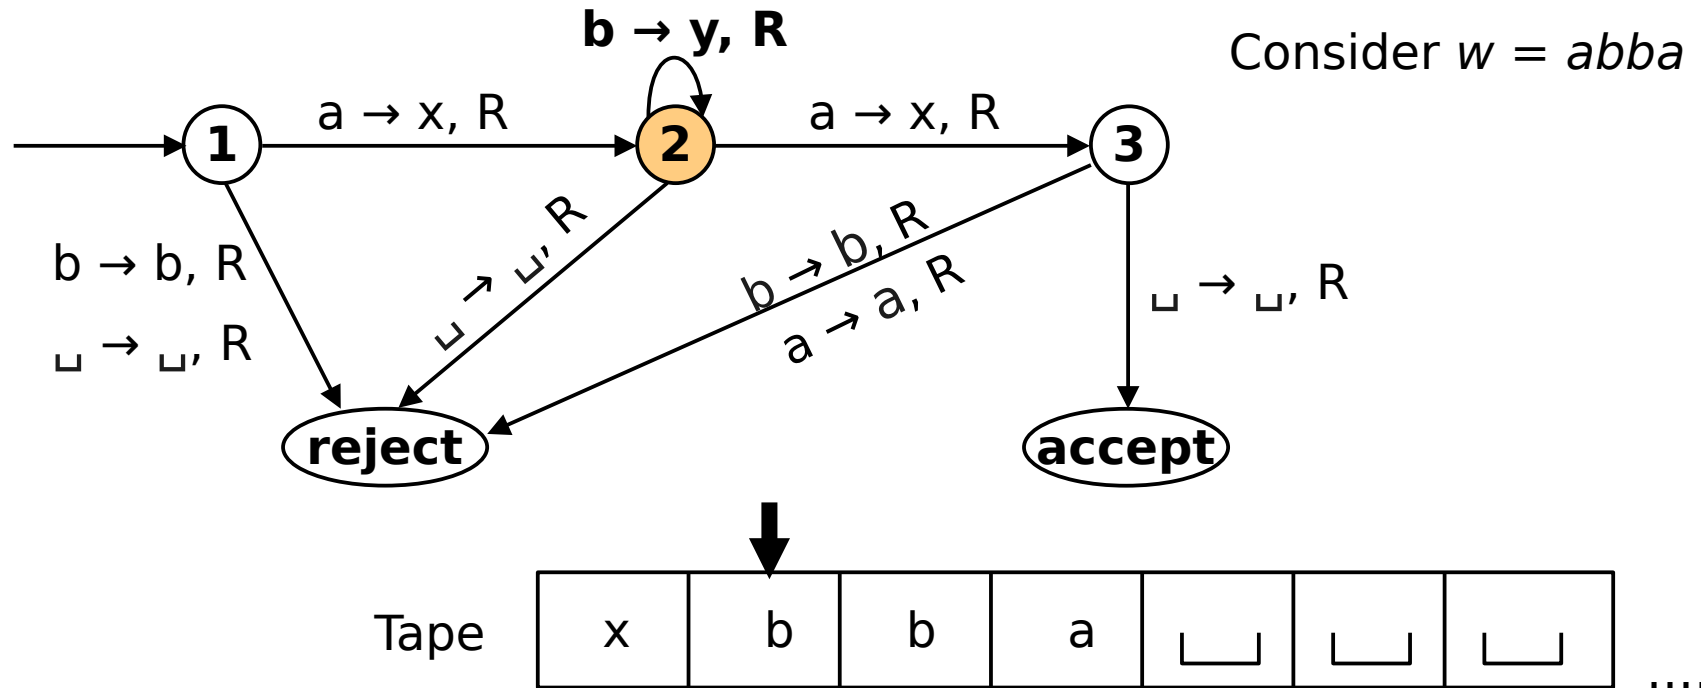 b → y, R
Consider w = abba
a → x, R
a → x, R
1
2
3
b → b, R
␣ → ␣, R
␣ → ␣, R
b → b, R
a → a, R
␣ → ␣, R
reject
accept
Tape x b b a ␣ ␣ ␣ ....